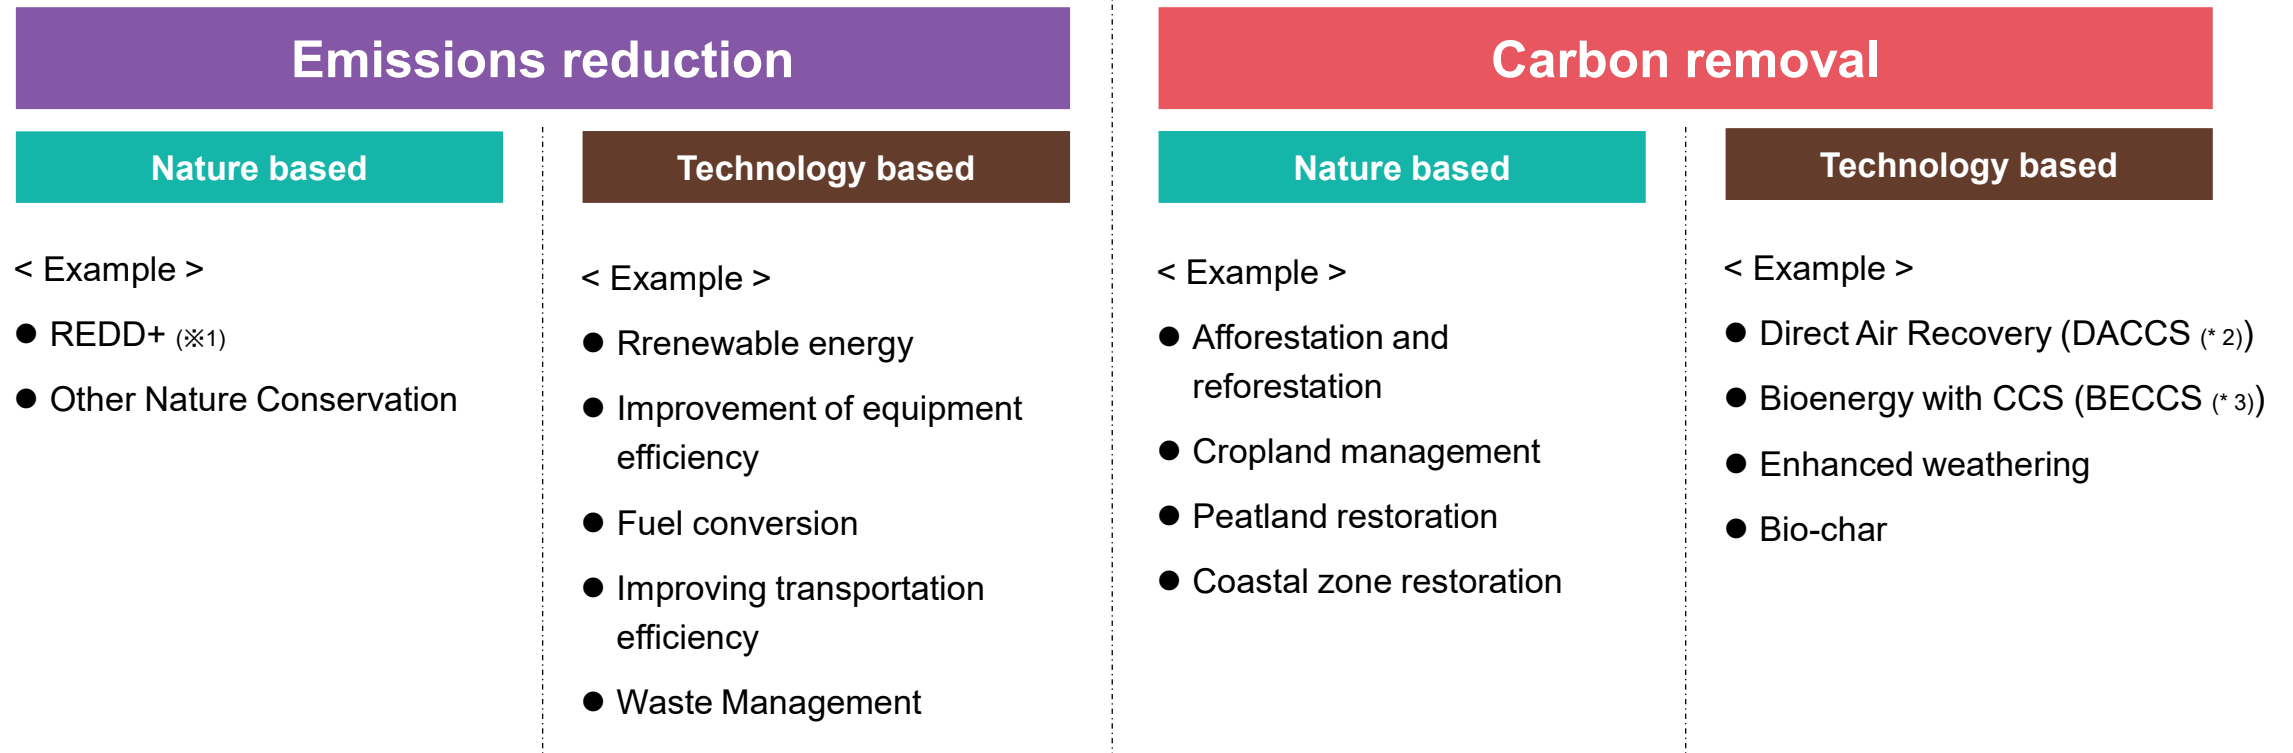 Emissions reduction
Nature based
< Example >
● REDD+ (※1)
● Other Nature Conservation
Technology based
< Example >
● Rrenewable energy
● Improvement of equipment
efficiency
● Fuel conversion
● Improving transportation
efficiency
● Waste Management
Carbon removal
Nature based
< Example >
● Afforestation and
reforestation
● Cropland management
● Peatland restoration
● Coastal zone restoration
Technology based
< Example >
● Direct Air Recovery (DACCS (* 2))
● Bioenergy with CCS (BECCS (* 3))
● Enhanced weathering
● Bio-char